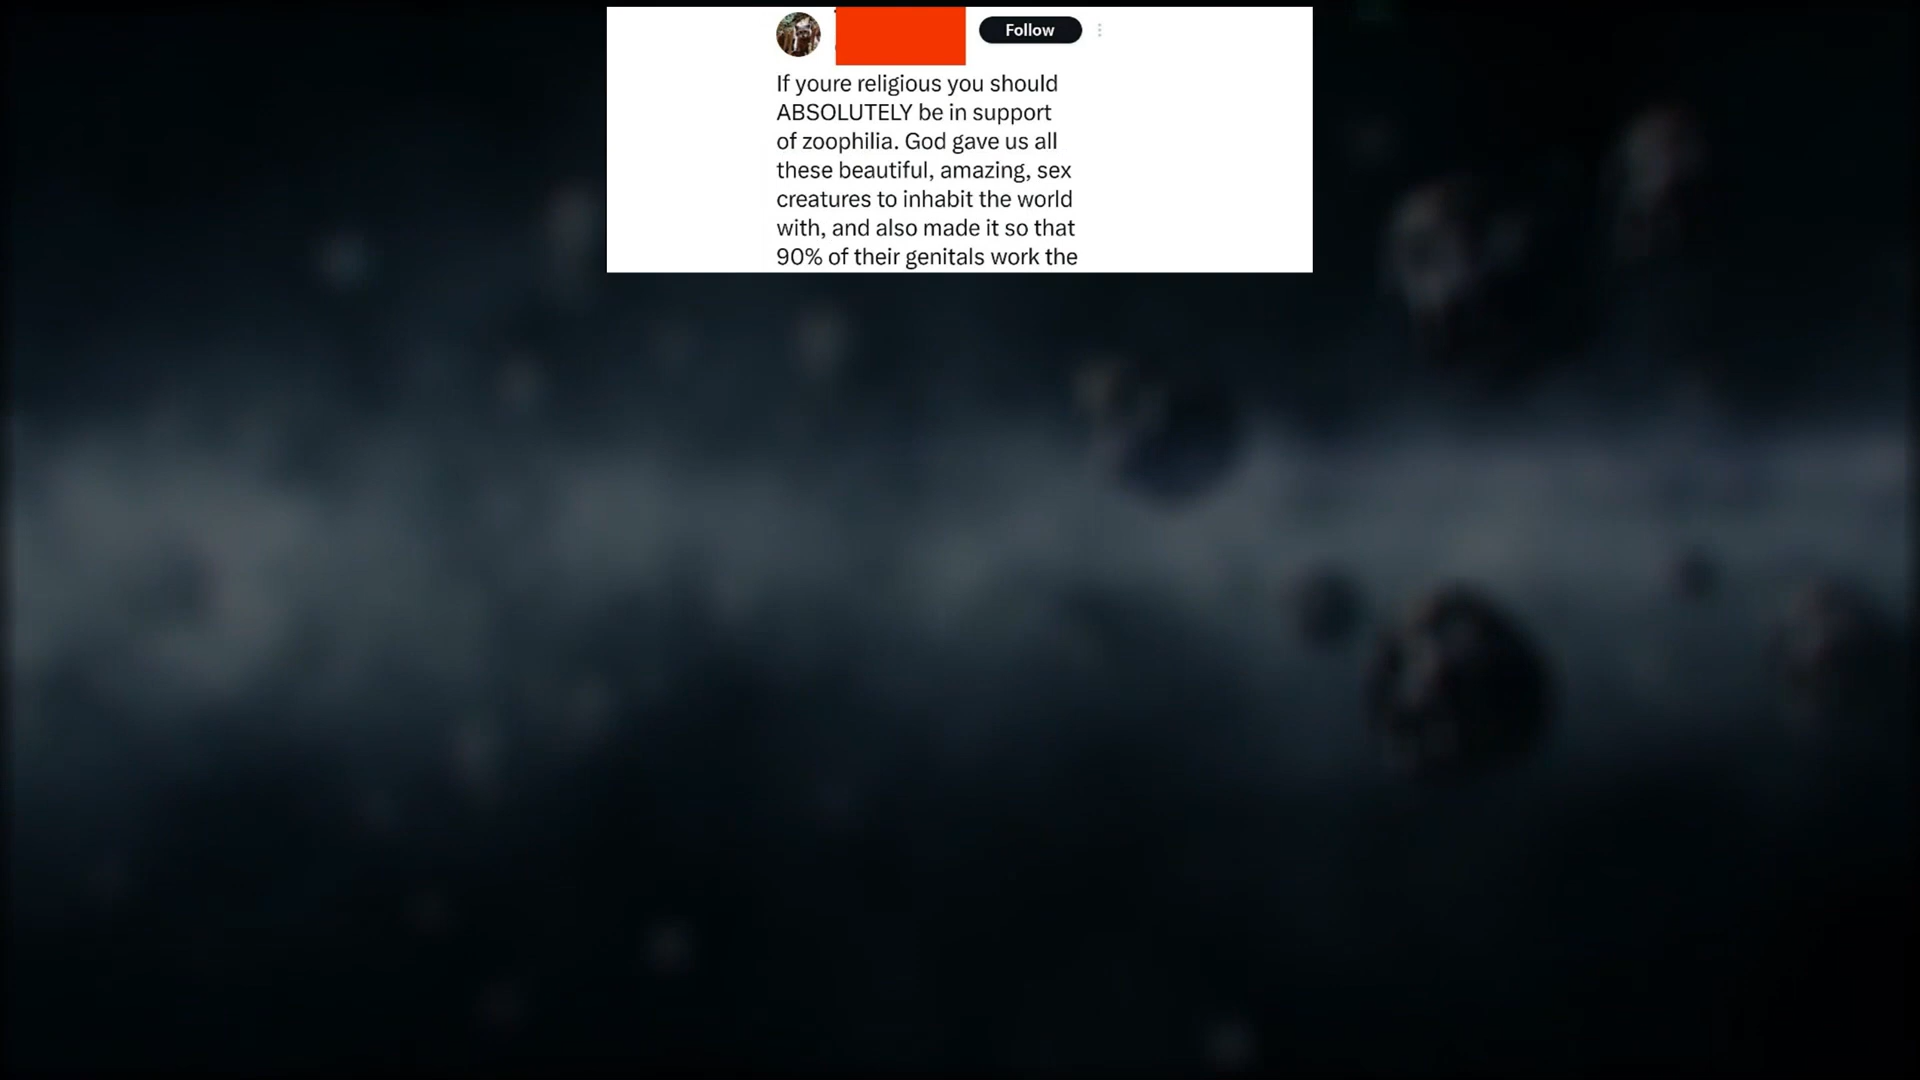 Follow
If youre religious you should
ABSOLUTELY be in support
of zoophilia. God gave us all
these beautiful, amazing, sex
creatures to inhabit the world
with, and also made it so that
90% of their genitals work the